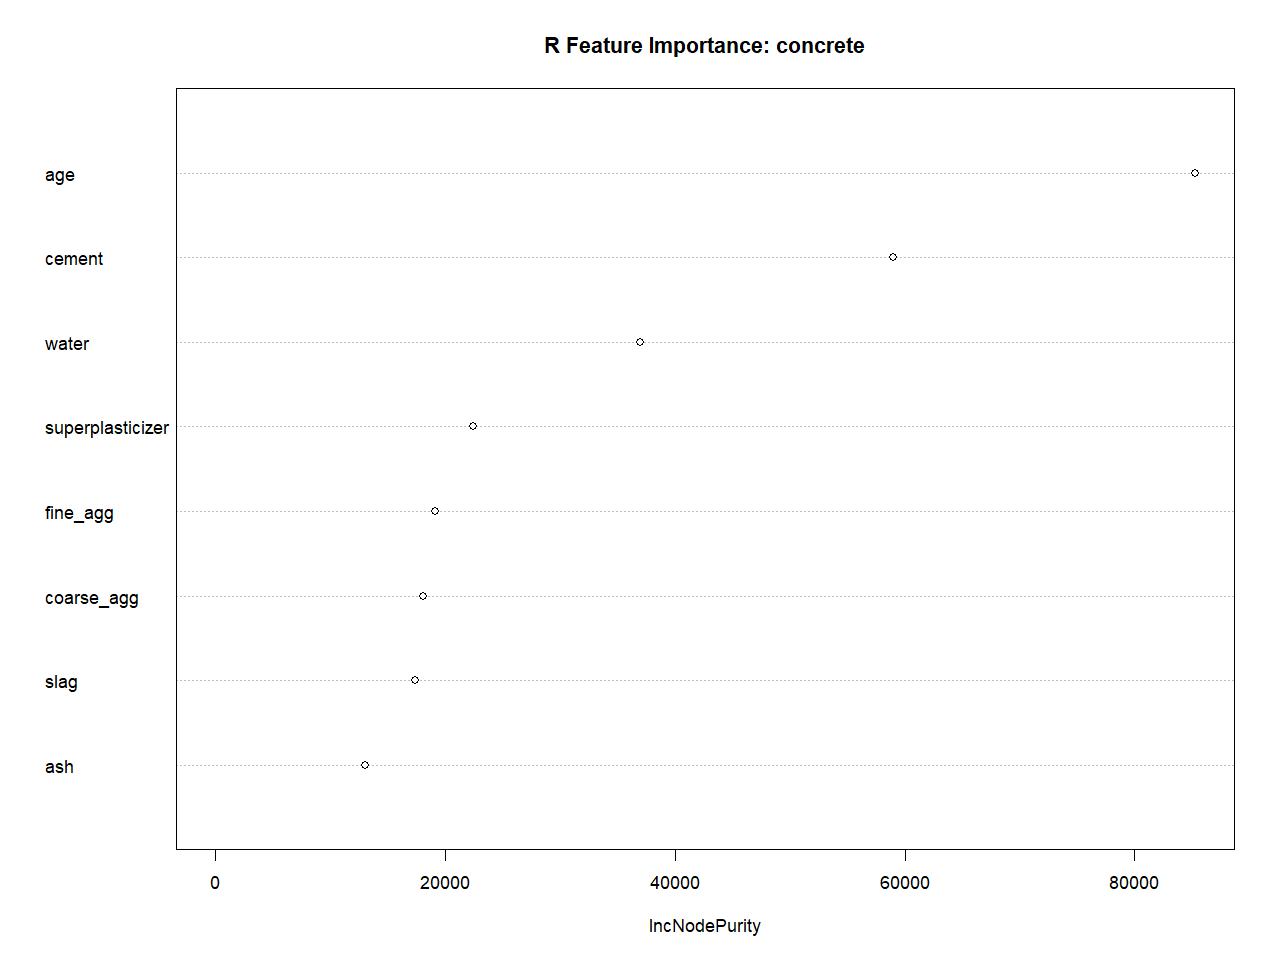 R Feature Importance: concrete
age
cement
water
superplasticizer
fine_agg
coarse_agg
slag
ash
0 20000 40000 60000 80000
IncNodePurity